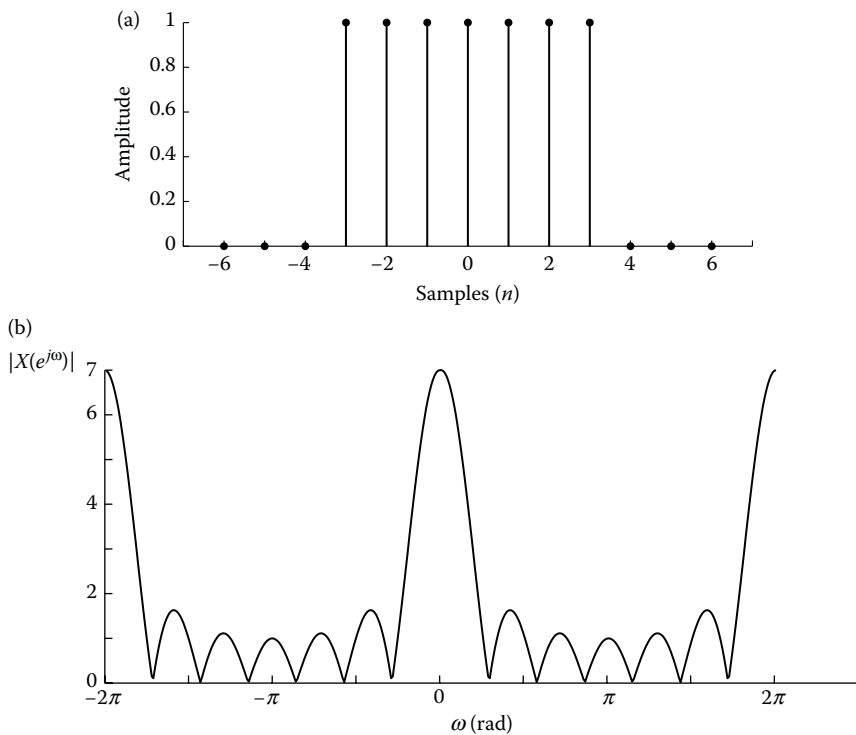 (a)
1
0.8
0.6
0.4
0.2
0
Amplitude
−6 −4 −2 0 2 4 6
Samples (n)
(b)
|X(e^{jω})|
7
6
4
2
0
−2π −π 0 π 2π
ω (rad)